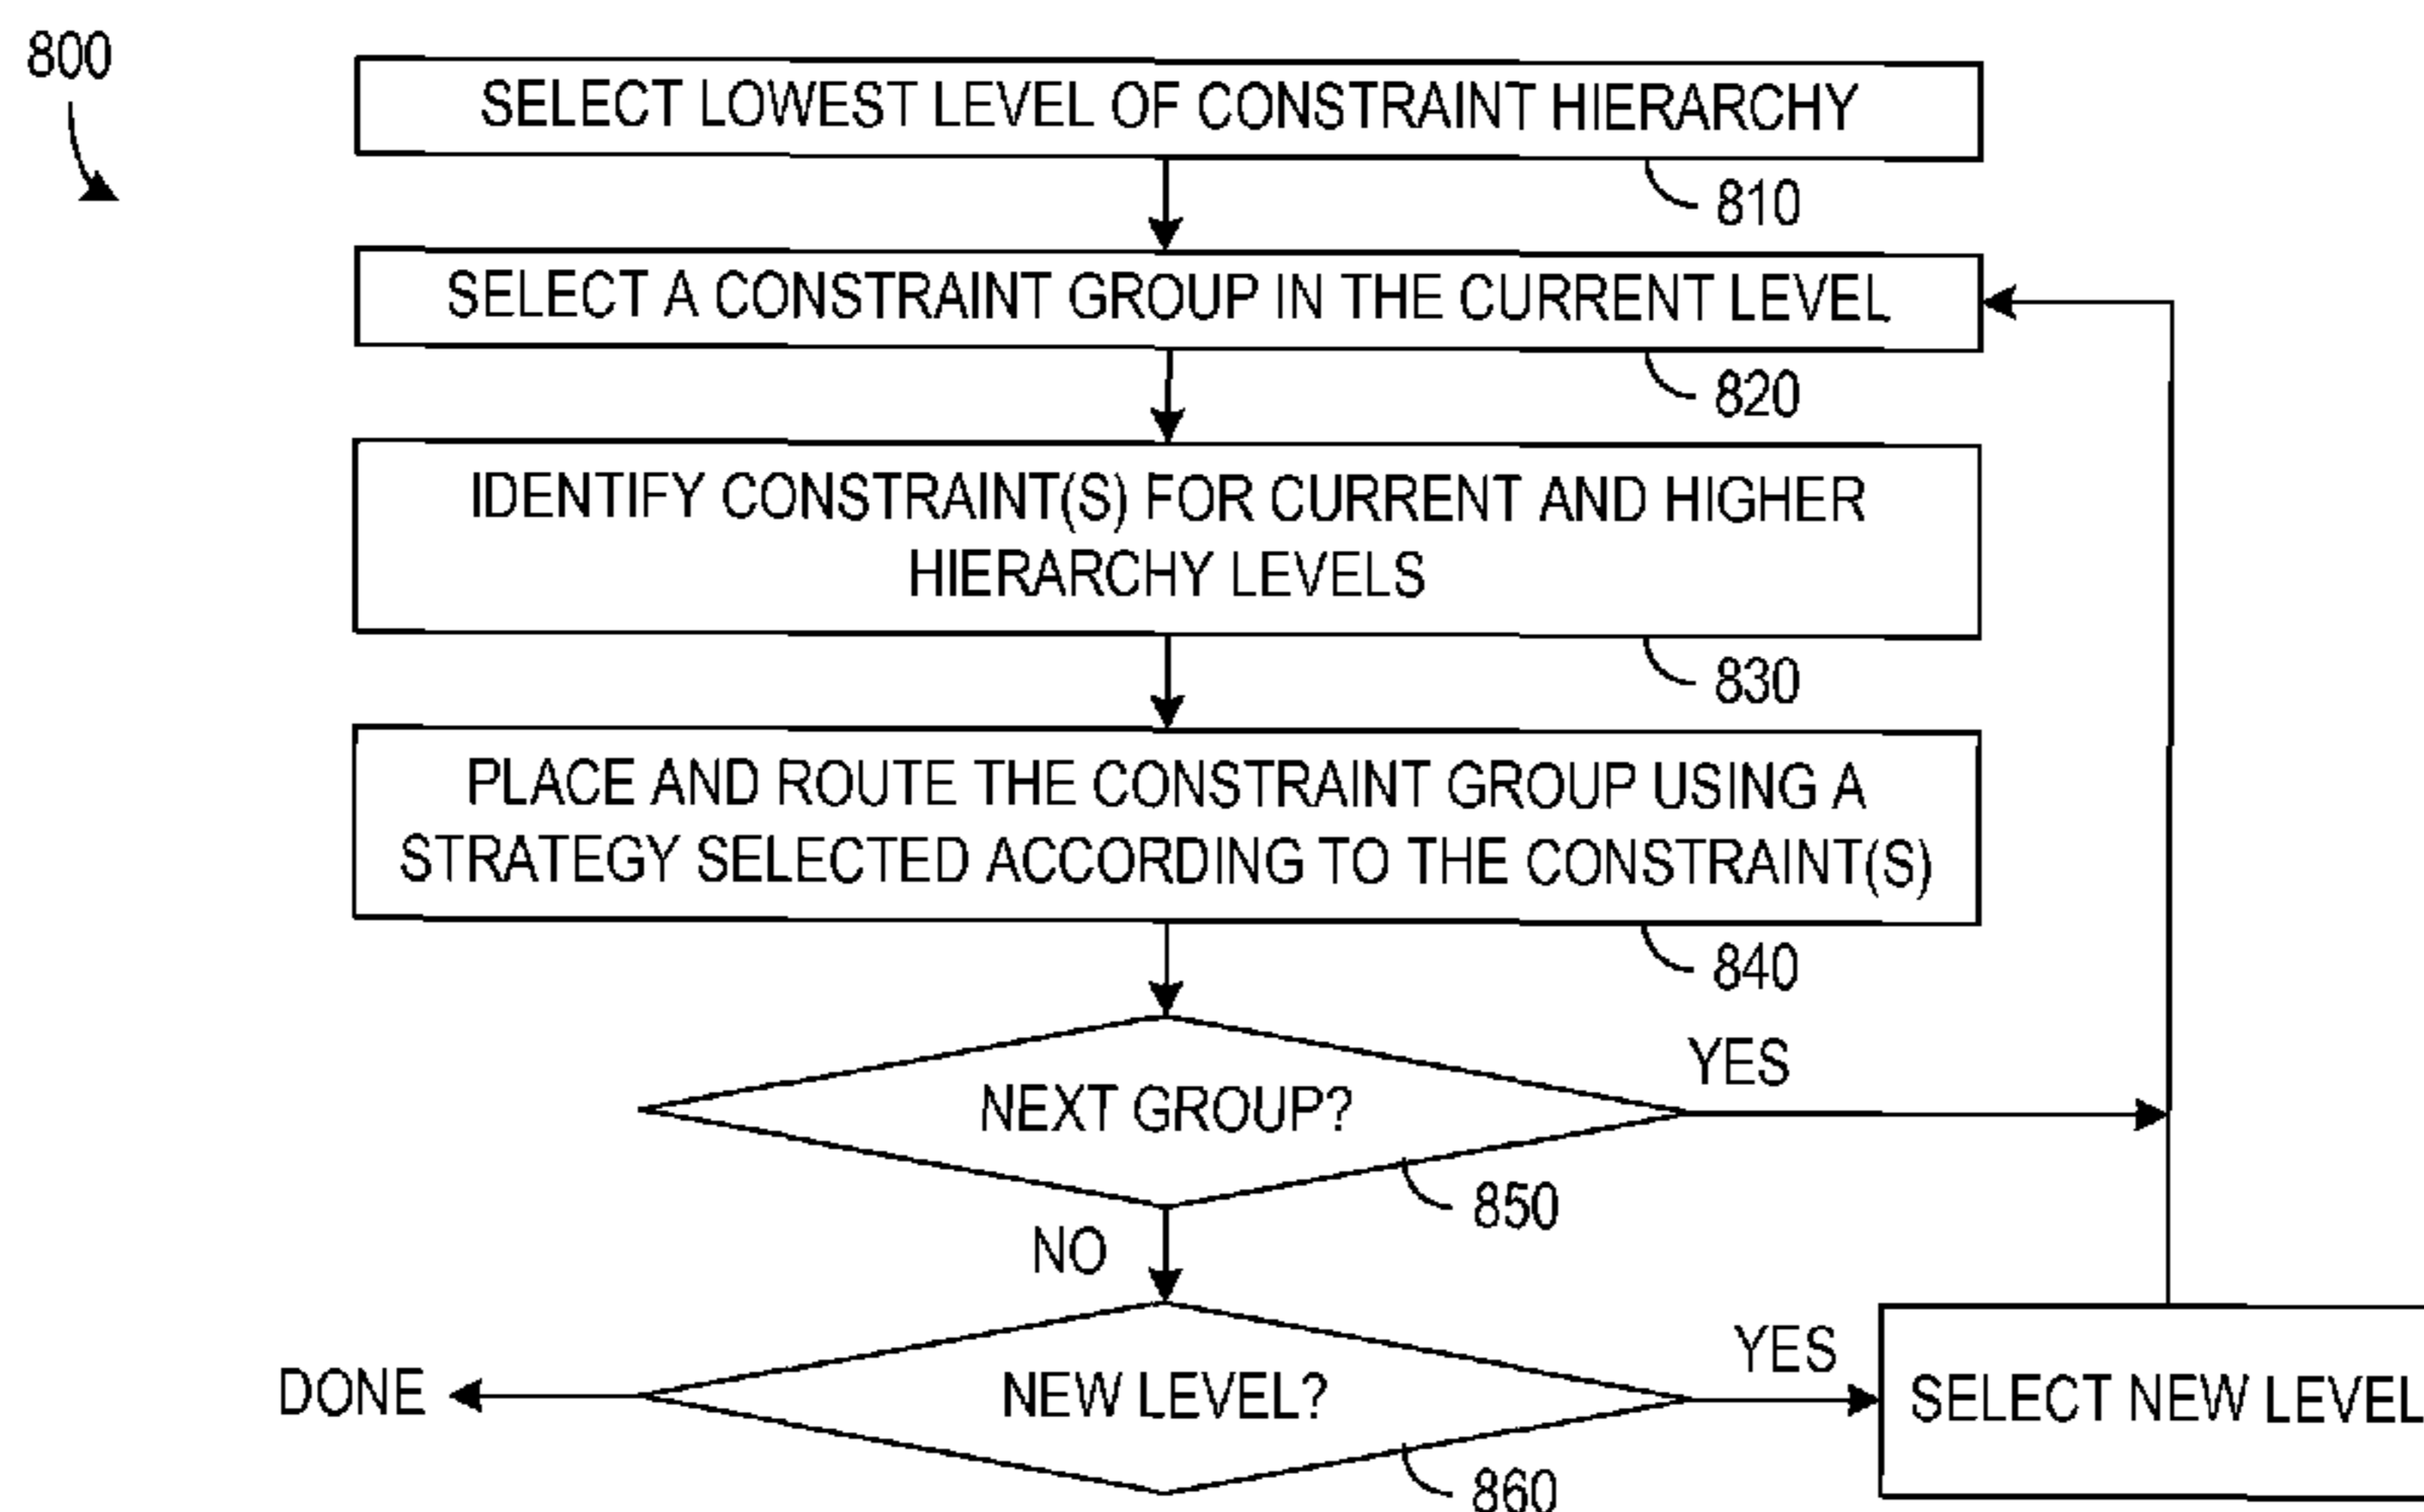 800
SELECT LOWEST LEVEL OF CONSTRAINT HIERARCHY
810
SELECT A CONSTRAINT GROUP IN THE CURRENT LEVEL
820
IDENTIFY CONSTRAINT(S) FOR CURRENT AND HIGHER
HIERARCHY LEVELS
830
PLACE AND ROUTE THE CONSTRAINT GROUP USING A
STRATEGY SELECTED ACCORDING TO THE CONSTRAINT(S)
840
YES
NEXT GROUP?
850
NO
YES
DONE
NEW LEVEL?
SELECT NEW LEVEL
860